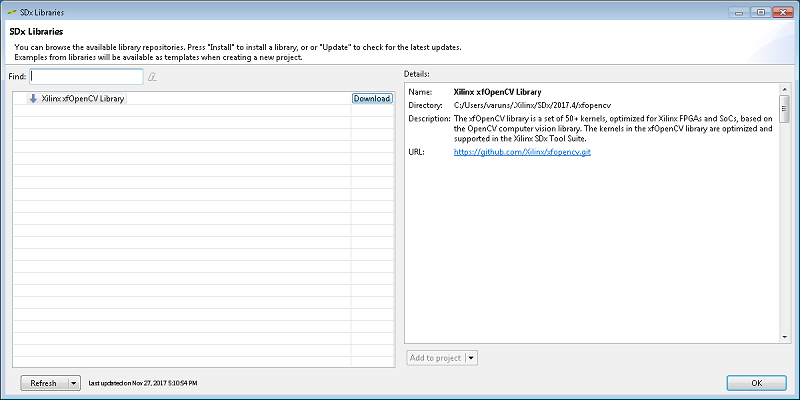 SDx Libraries
SDx Libraries
You can browse the available library repositories. Press "Install" to install a library, or or "Update" to check for the latest updates.
Examples from libraries will be available as templates when creating a new project.
Find:
Xilinx xfOpenCV Library
Download
Details:
Name: Xilinx xfOpenCV Library
Directory: C:/Users/varuns/.Xilinx/SDx/2017.4/xfopencv
Description: The xfOpenCV library is a set of 50+ kernels, optimized for Xilinx FPGAs and SoCs, based on
the OpenCV computer vision library. The kernels in the xfOpenCV library are optimized and
supported in the Xilinx SDx Tool Suite.
URL: https://github.com/Xilinx/xfopencv.git
Add to project
Refresh
Last updated on Nov 27, 2017 5:10:54 PM
OK